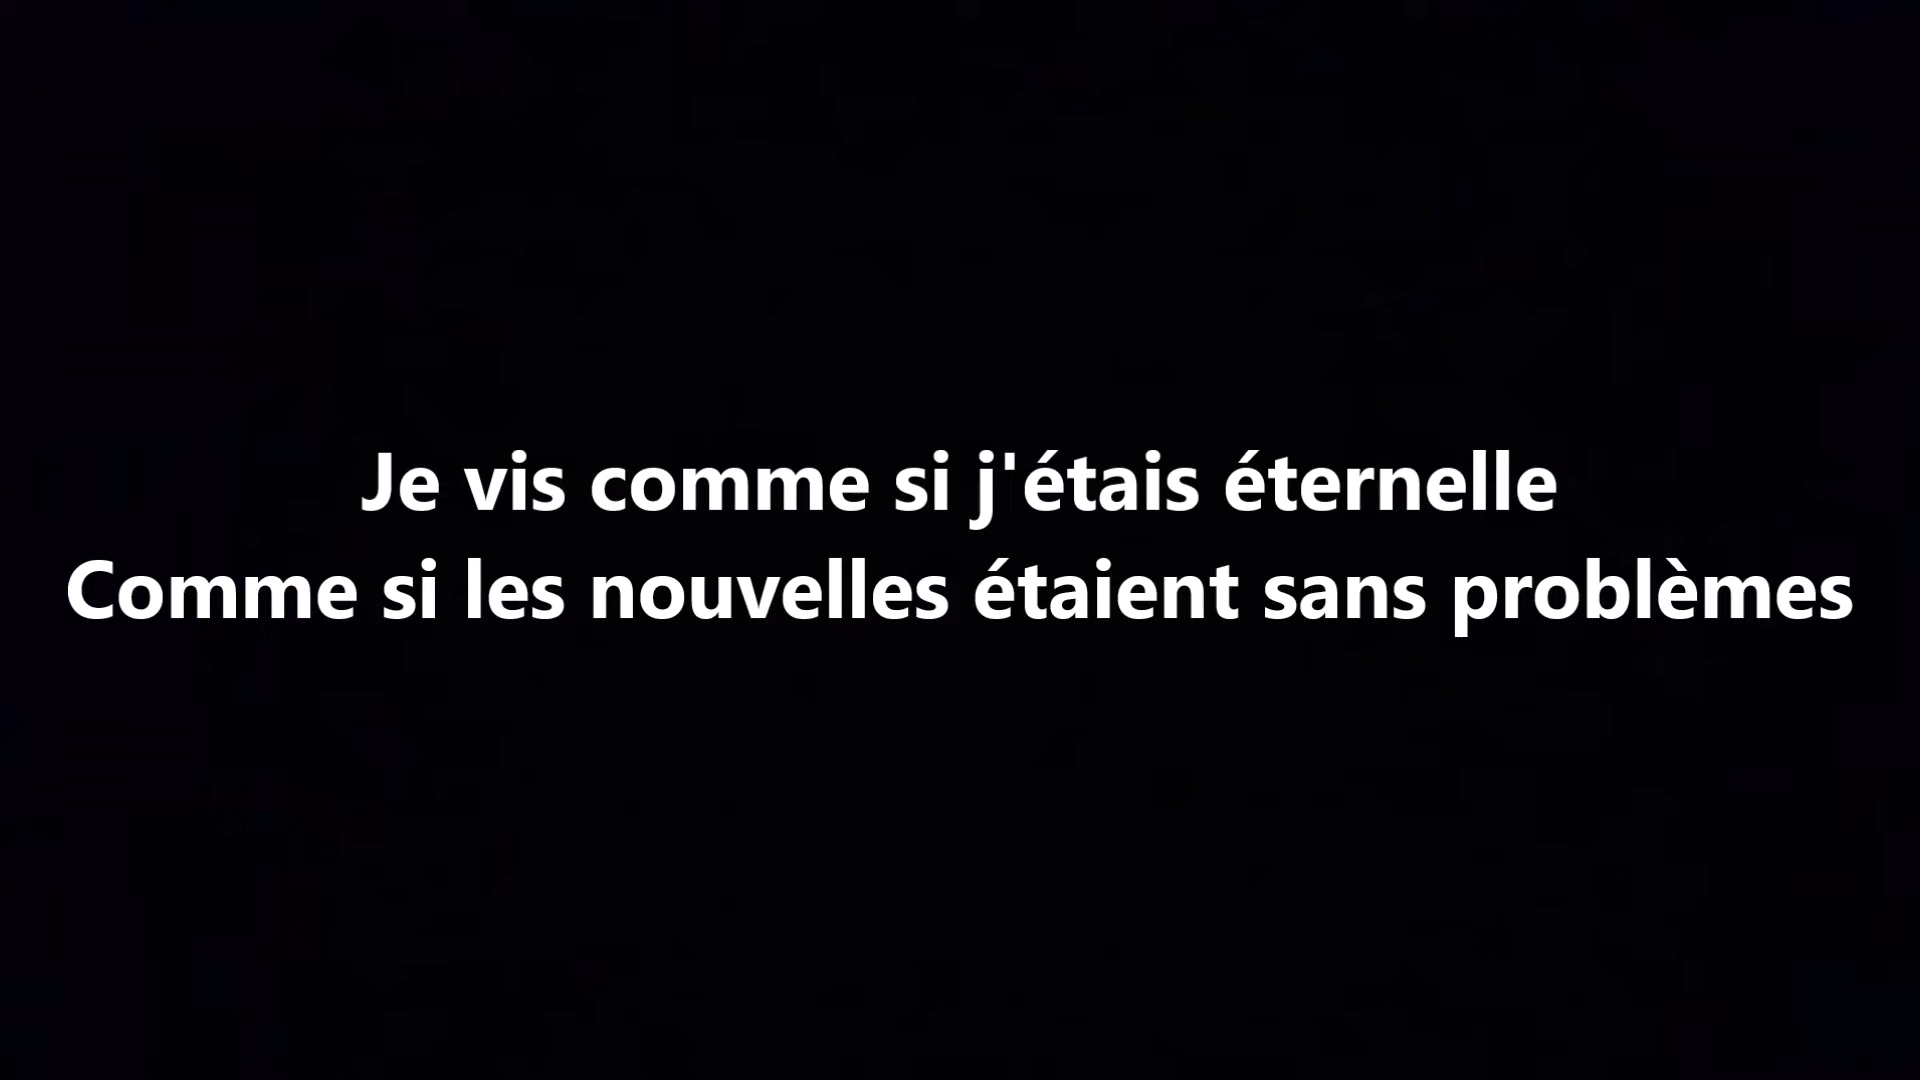 Je vis comme si j'étais éternelle
Comme si les nouvelles étaient sans problèmes